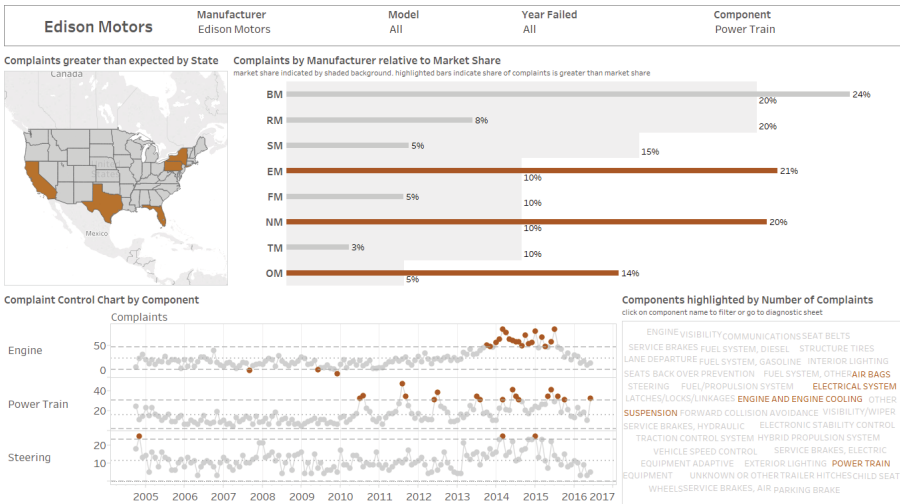 Edison Motors
Manufacturer
Edison Motors
Model
All
Year Failed
All
Component
Power Train
Complaints greater than expected by State
Canada
United States
Mexico
Complaints by Manufacturer relative to Market Share
market share indicated by shaded background. highlighted bars indicate share of complaints is greater than market share
BM 24%
20%
RM 8%
20%
SM 5%
15%
EM 21%
10%
FM 5%
10%
NM 20%
10%
TM 3%
10%
OM 14%
5%
Complaint Control Chart by Component
Complaints
Engine
50
0
Power Train
40
20
Steering
20
10
2005 2006 2007 2008 2009 2010 2011 2012 2013 2014 2015 2016 2017
Components highlighted by Number of Complaints
click on component name to filter or go to diagnostic sheet
ENGINE VISIBILITY COMMUNICATIONS SEAT BELTS
SERVICE BRAKES FUEL SYSTEM, DIESEL STRUCTURE TIRES
LANE DEPARTURE FUEL SYSTEM, GASOLINE INTERIOR LIGHTING
SEATS BACK OVER PREVENTION FUEL SYSTEM, OTHER AIR BAGS
STEERING FUEL/PROPULSION SYSTEM ELECTRICAL SYSTEM
LATCHES/LOCKS/LINKAGES ENGINE AND ENGINE COOLING OTHER
SUSPENSION FORWARD COLLISION AVOIDANCE VISIBILITY/WIPER
SERVICE BRAKES, HYDRAULIC ELECTRONIC STABILITY CONTROL
TRACTION CONTROL SYSTEM HYBRID PROPULSION SYSTEM
VEHICLE SPEED CONTROL SERVICE BRAKES, ELECTRIC
EQUIPMENT ADAPTIVE EXTERIOR LIGHTING POWER TRAIN
EQUIPMENT UNKNOWN OR OTHER TRAILER HITCHES CHILD SEAT
WHEELS SERVICE BRAKES, AIR PARKING BRAKE